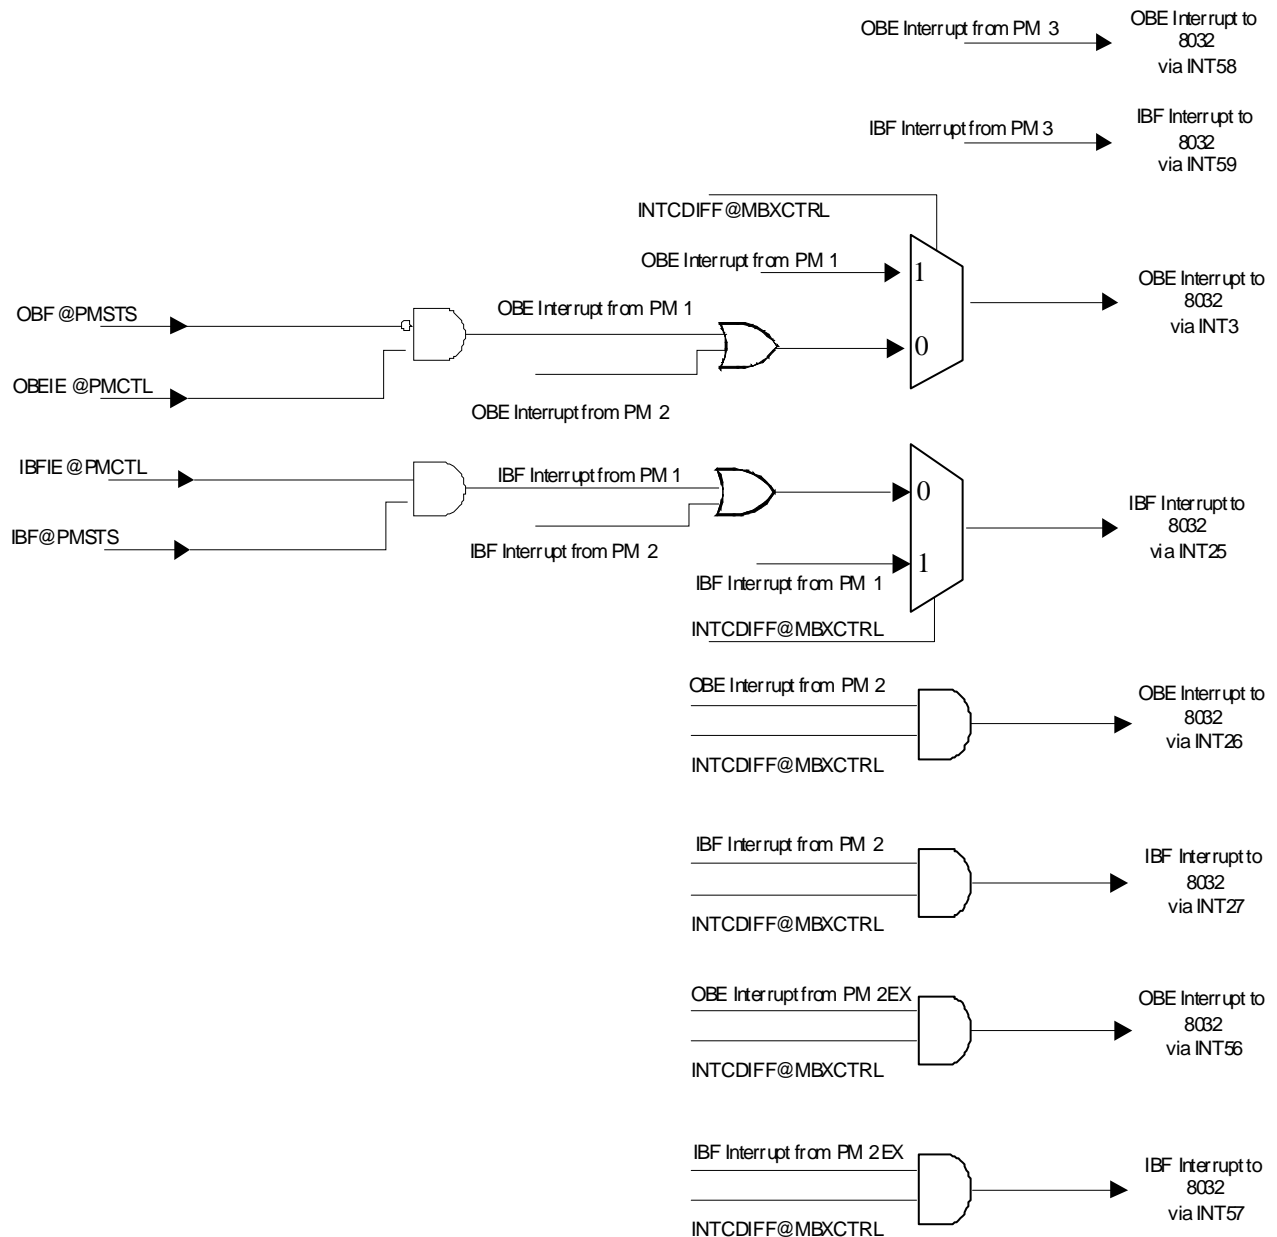 OBE Interrupt from PM 3
OBE Interrupt to
8032
via INT58
IBF Interrupt from PM 3
IBF Interrupt to
8032
via INT59
INTCDIFF@MBXCTRL
OBE Interrupt from PM 1
1
OBE Interrupt to
8032
via INT3
OBF @PMSTS
OBE Interrupt from PM 1
0
OBEIE @PMCTL
OBE Interrupt from PM 2
IBFIE @PMCTL
IBF Interrupt from PM 1
0
IBF Interrupt to
8032
via INT25
IBF@PMSTS
IBF Interrupt from PM 2
1
IBF Interrupt from PM 1
INTCDIFF@MBXCTRL
OBE Interrupt from PM 2
OBE Interrupt to
8032
via INT26
INTCDIFF@MBXCTRL
IBF Interrupt from PM 2
IBF Interrupt to
8032
via INT27
INTCDIFF@MBXCTRL
OBE Interrupt from PM 2EX
OBE Interrupt to
8032
via INT56
INTCDIFF@MBXCTRL
IBF Interrupt from PM 2EX
IBF Interrupt to
8032
via INT57
INTCDIFF@MBXCTRL